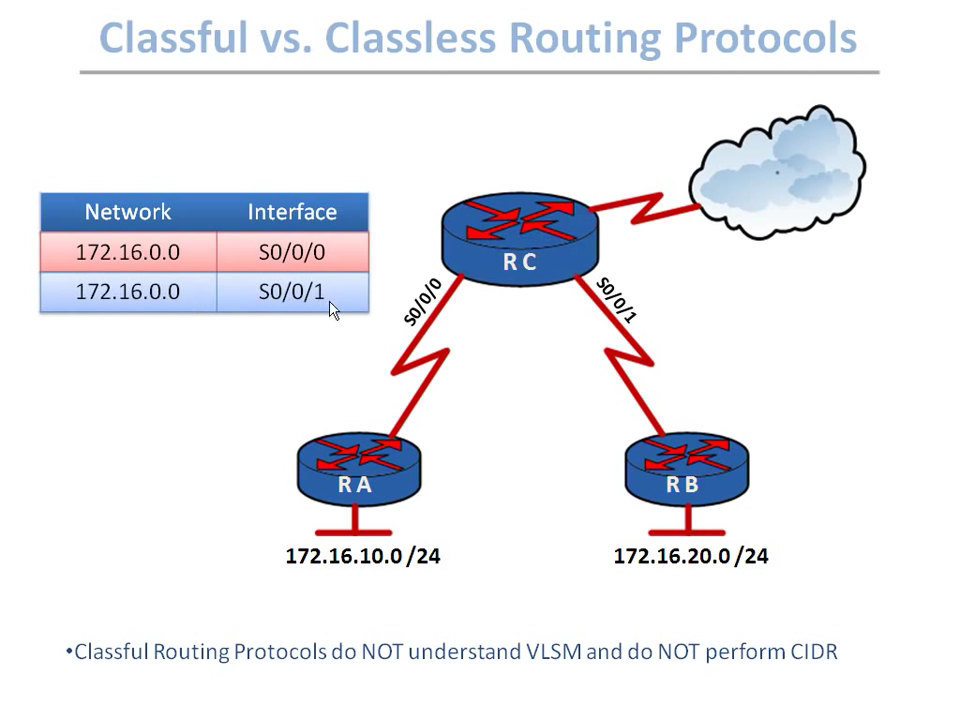 Classful vs. Classless Routing Protocols
Network Interface
172.16.0.0 S0/0/0
172.16.0.0 S0/0/1
R C
S0/0/0
S0/0/1
R A
R B
172.16.10.0 /24
172.16.20.0 /24
•Classful Routing Protocols do NOT understand VLSM and do NOT perform CIDR